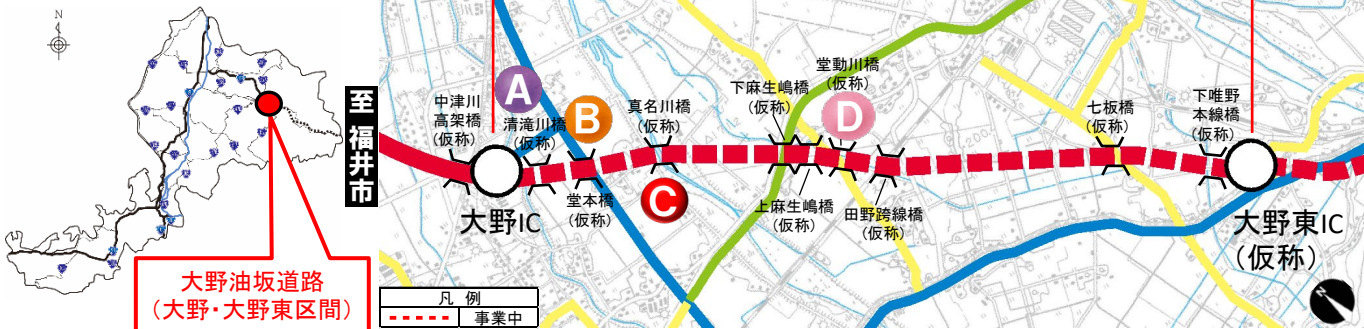 N
大野油坂道路
(大野・大野東区間)
至 福井市
凡 例
事業中
中津川
高架橋
(仮称)
大野IC
A
清滝川橋
(仮称)
B
堂本橋
(仮称)
真名川橋
(仮称)
C
下麻生嶋橋
(仮称)
上麻生嶋橋
(仮称)
堂動川橋
(仮称)
D
田野跨線橋
(仮称)
七板橋
(仮称)
下唯野
本線橋
(仮称)
大野東IC
(仮称)
N